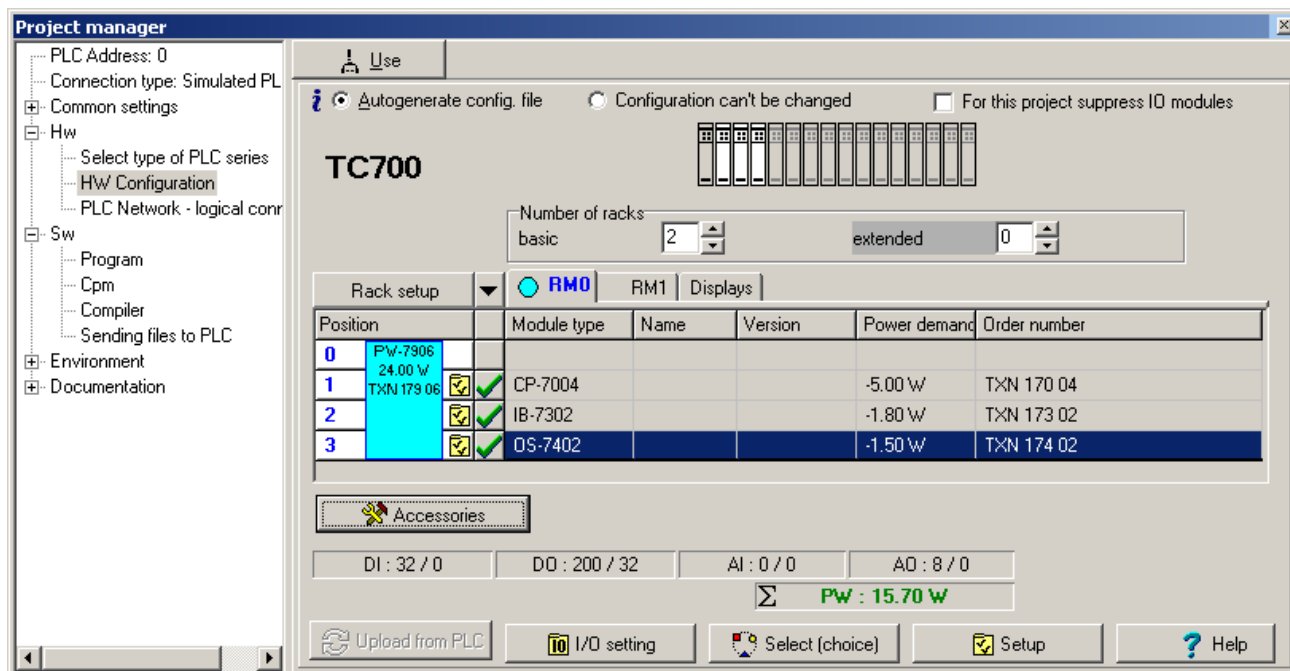 Project manager
PLC Address: 0
Connection type: Simulated PL
Common settings
Hw
Select type of PLC series
HW Configuration
PLC Network - logical conr
Sw
Program
Cpm
Compiler
Sending files to PLC
Environment
Documentation
Use
Autogenerate config. file
Configuration can't be changed
For this project suppress IO modules
TC700
Number of racks
basic 2 extended 0
Rack setup RM0 RM1 Displays
Position Module type Name Version Power demand Order number
0 PW-7906
24.00 W
1 TXN 179 06 CP-7004 -5.00 W TXN 170 04
2 IB-7302 -1.80 W TXN 173 02
3 OS-7402 -1.50 W TXN 174 02
Accessories
DI : 32 / 0 DO : 200 / 32 AI : 0 / 0 AO : 8 / 0
Σ PW : 15.70 W
Upload from PLC IO I/O setting Select (choice) Setup ? Help